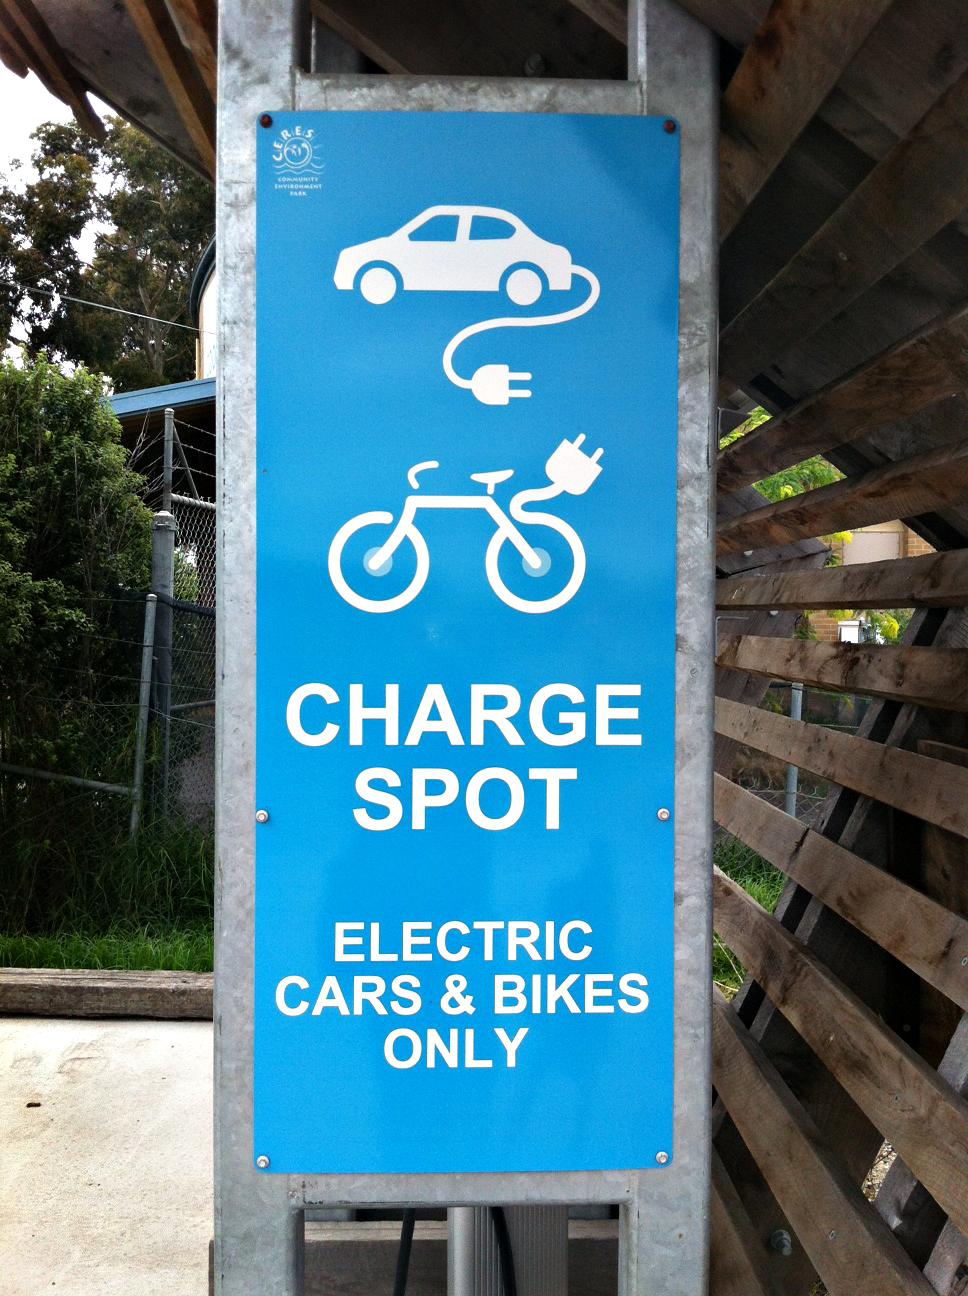 C.E.R.E.S
COMMUNITY
ENVIRONMENT
PARK
CHARGE
SPOT
ELECTRIC
CARS & BIKES
ONLY